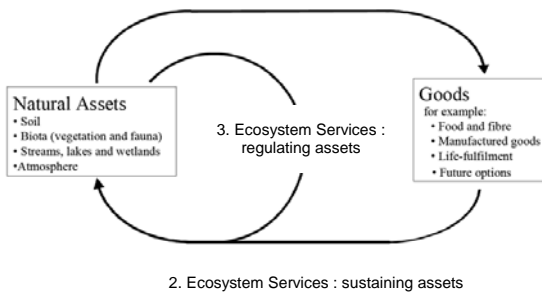 Natural Assets
• Soil
• Biota (vegetation and fauna)
• Streams, lakes and wetlands
•Atmosphere
3. Ecosystem Services :
regulating assets
Goods
for example:
• Food and fibre
• Manufactured goods
• Life-fulfilment
• Future options
2. Ecosystem Services : sustaining assets